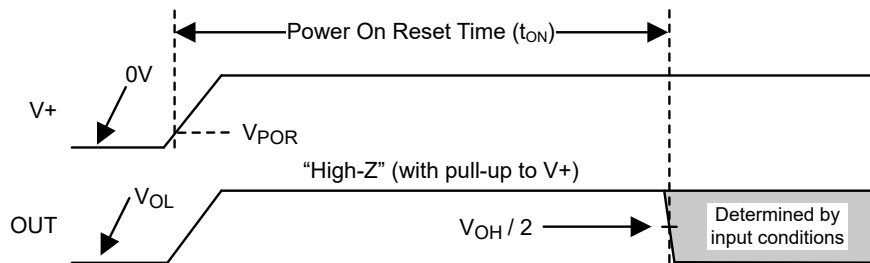 Power On Reset Time (tON)
0V
V+
VPOR
“High-Z” (with pull-up to V+)
VOL
OUT
VOH / 2
Determined by
input conditions